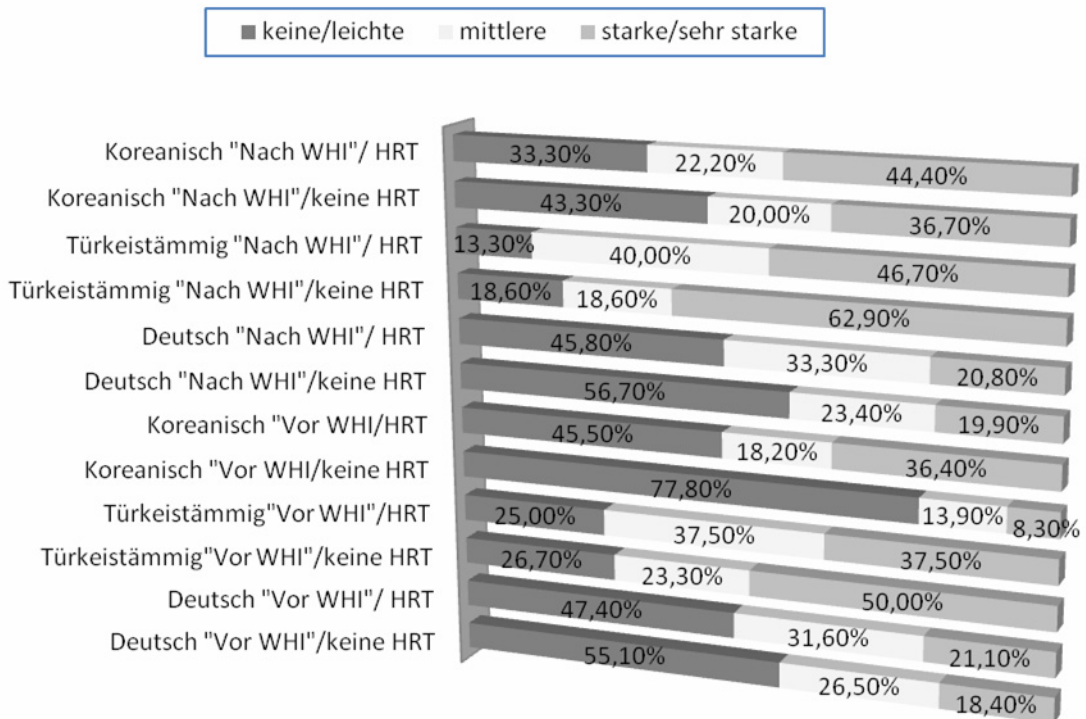 keine/leichte mittlere starke/sehr starke
Koreanisch "Nach WHI"/ HRT 33,30% 22,20% 44,40%
Koreanisch "Nach WHI"/keine HRT 43,30% 20,00% 36,70%
Türkeistämmig "Nach WHI"/ HRT 13,30% 40,00% 46,70%
Türkeistämmig "Nach WHI"/keine HRT 18,60% 18,60% 62,90%
Deutsch "Nach WHI"/ HRT 45,80% 33,30% 20,80%
Deutsch "Nach WHI"/keine HRT 56,70% 23,40% 19,90%
Koreanisch "Vor WHI/HRT 45,50% 18,20% 36,40%
Koreanisch "Vor WHI/keine HRT 77,80% 13,90% 8,30%
Türkeistämmig"Vor WHI"/HRT 25,00% 37,50% 37,50%
Türkeistämmig"Vor WHI"/keine HRT 26,70% 23,30% 50,00%
Deutsch "Vor WHI"/ HRT 47,40% 31,60% 21,10%
Deutsch "Vor WHI"/keine HRT 55,10% 26,50% 18,40%